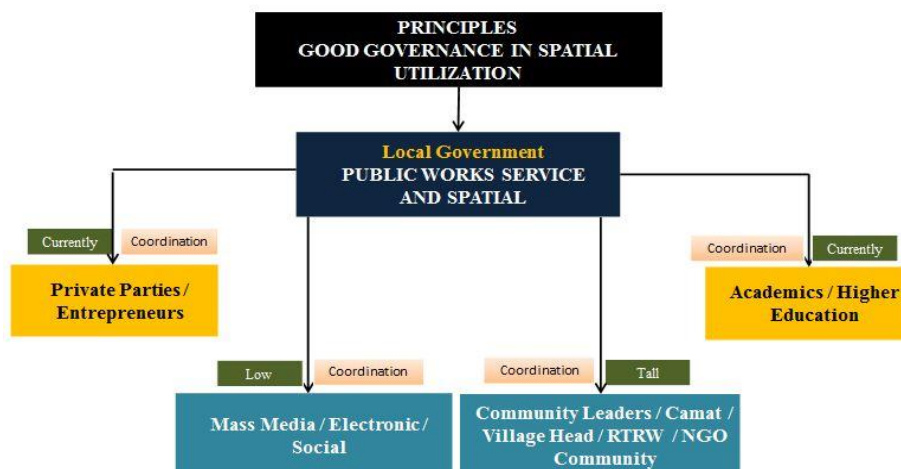 PRINCIPLES
GOOD GOVERNANCE IN SPATIAL
UTILIZATION
Local Government
PUBLIC WORKS SERVICE
AND SPATIAL
Currently
Coordination
Private Parties /
Entrepreneurs
Coordination
Currently
Academics / Higher
Education
Low
Coordination
Mass Media / Electronic /
Social
Coordination
Tall
Community Leaders / Camat /
Village Head / RTRW / NGO
Community